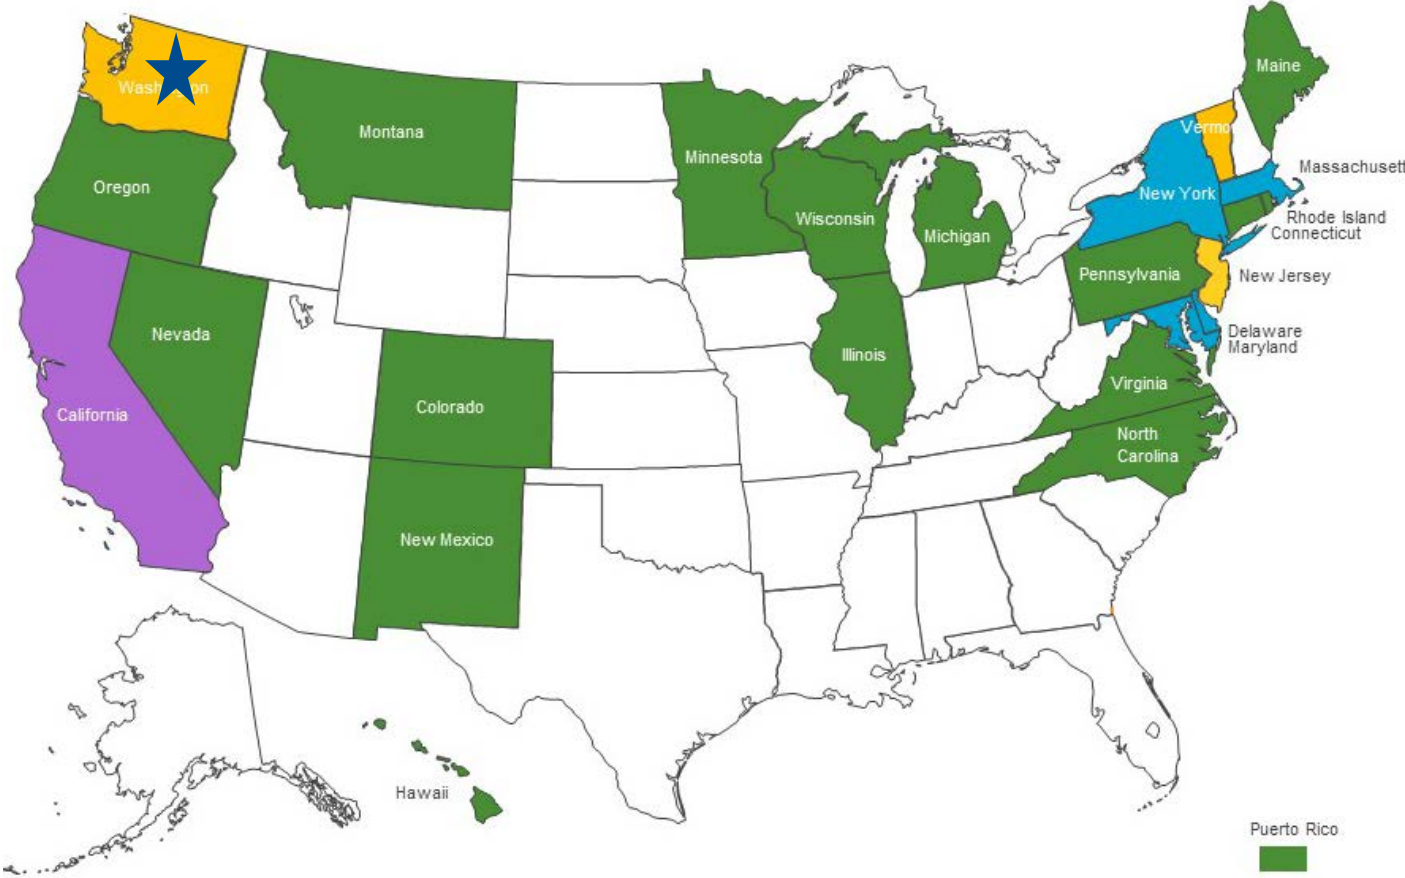 Maine
Vermo
Massachusett
Montana
Minnesota
Oregon
New York
Wisconsin
Rhode Island
Connecticut
Michigan
Pennsylvania
New Jersey
Nevada
Delaware
Maryland
Illinois
Virginia
Colorado
California
North
Carolina
New Mexico
Hawaii
Puerto Rico